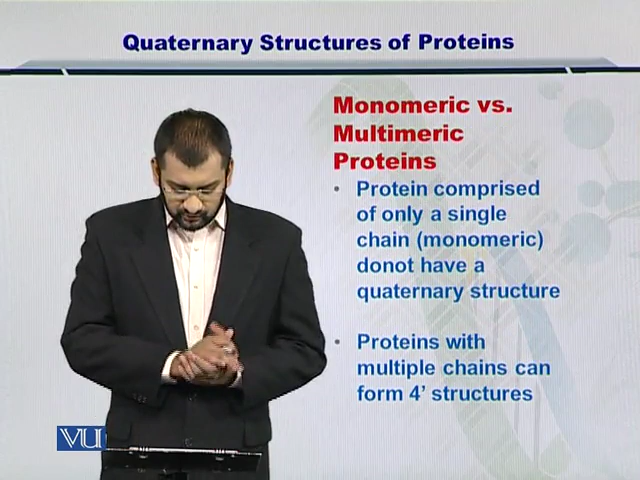 Quaternary Structures of Proteins
Monomeric vs.
Multimeric
Proteins
• Protein comprised
of only a single
chain (monomeric)
donot have a
quaternary structure
• Proteins with
multiple chains can
form 4’ structures
VU